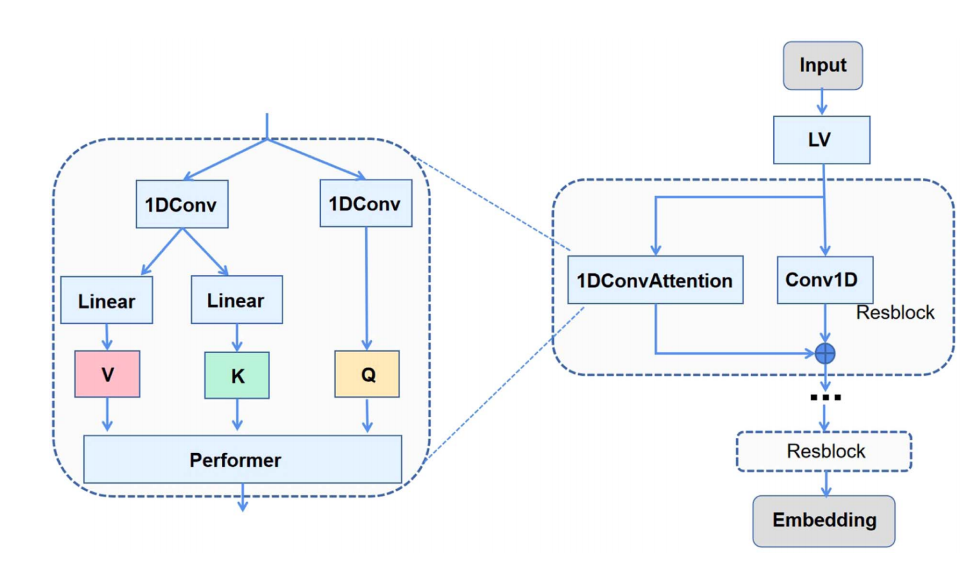 Input
LV
1DConv
1DConv
1DConvAttention
Conv1D
Linear
Linear
Resblock
V
K
Q
Performer
Resblock
Embedding